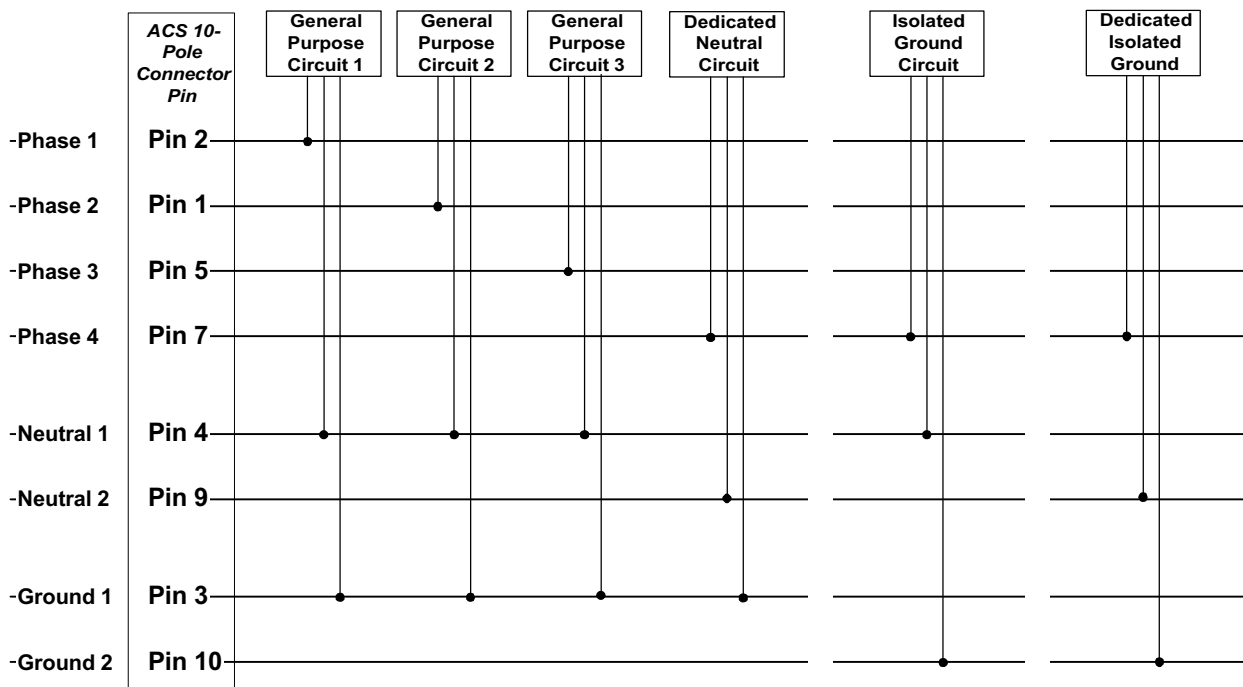 ACS 10-
Pole
Connector
Pin
General
Purpose
Circuit 1
General
Purpose
Circuit 2
General
Purpose
Circuit 3
Dedicated
Neutral
Circuit
Isolated
Ground
Circuit
Dedicated
Isolated
Ground
-Phase 1 Pin 2
-Phase 2 Pin 1
-Phase 3 Pin 5
-Phase 4 Pin 7
-Neutral 1 Pin 4
-Neutral 2 Pin 9
-Ground 1 Pin 3
-Ground 2 Pin 10